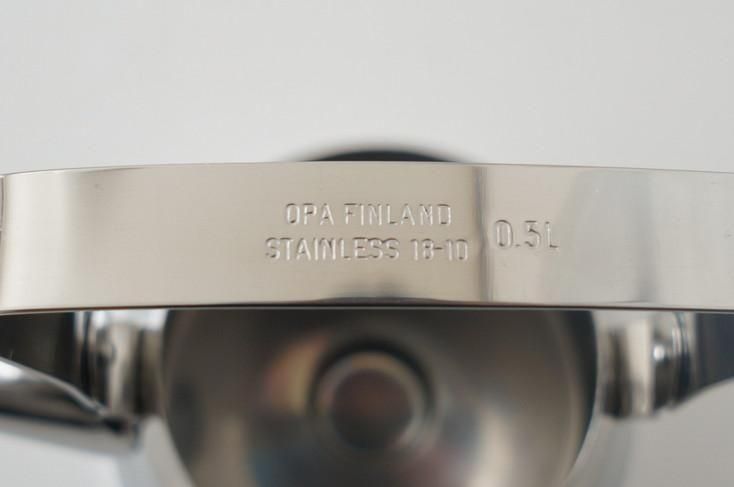 OPA FINLAND
STAINLESS 18-10 0.5L